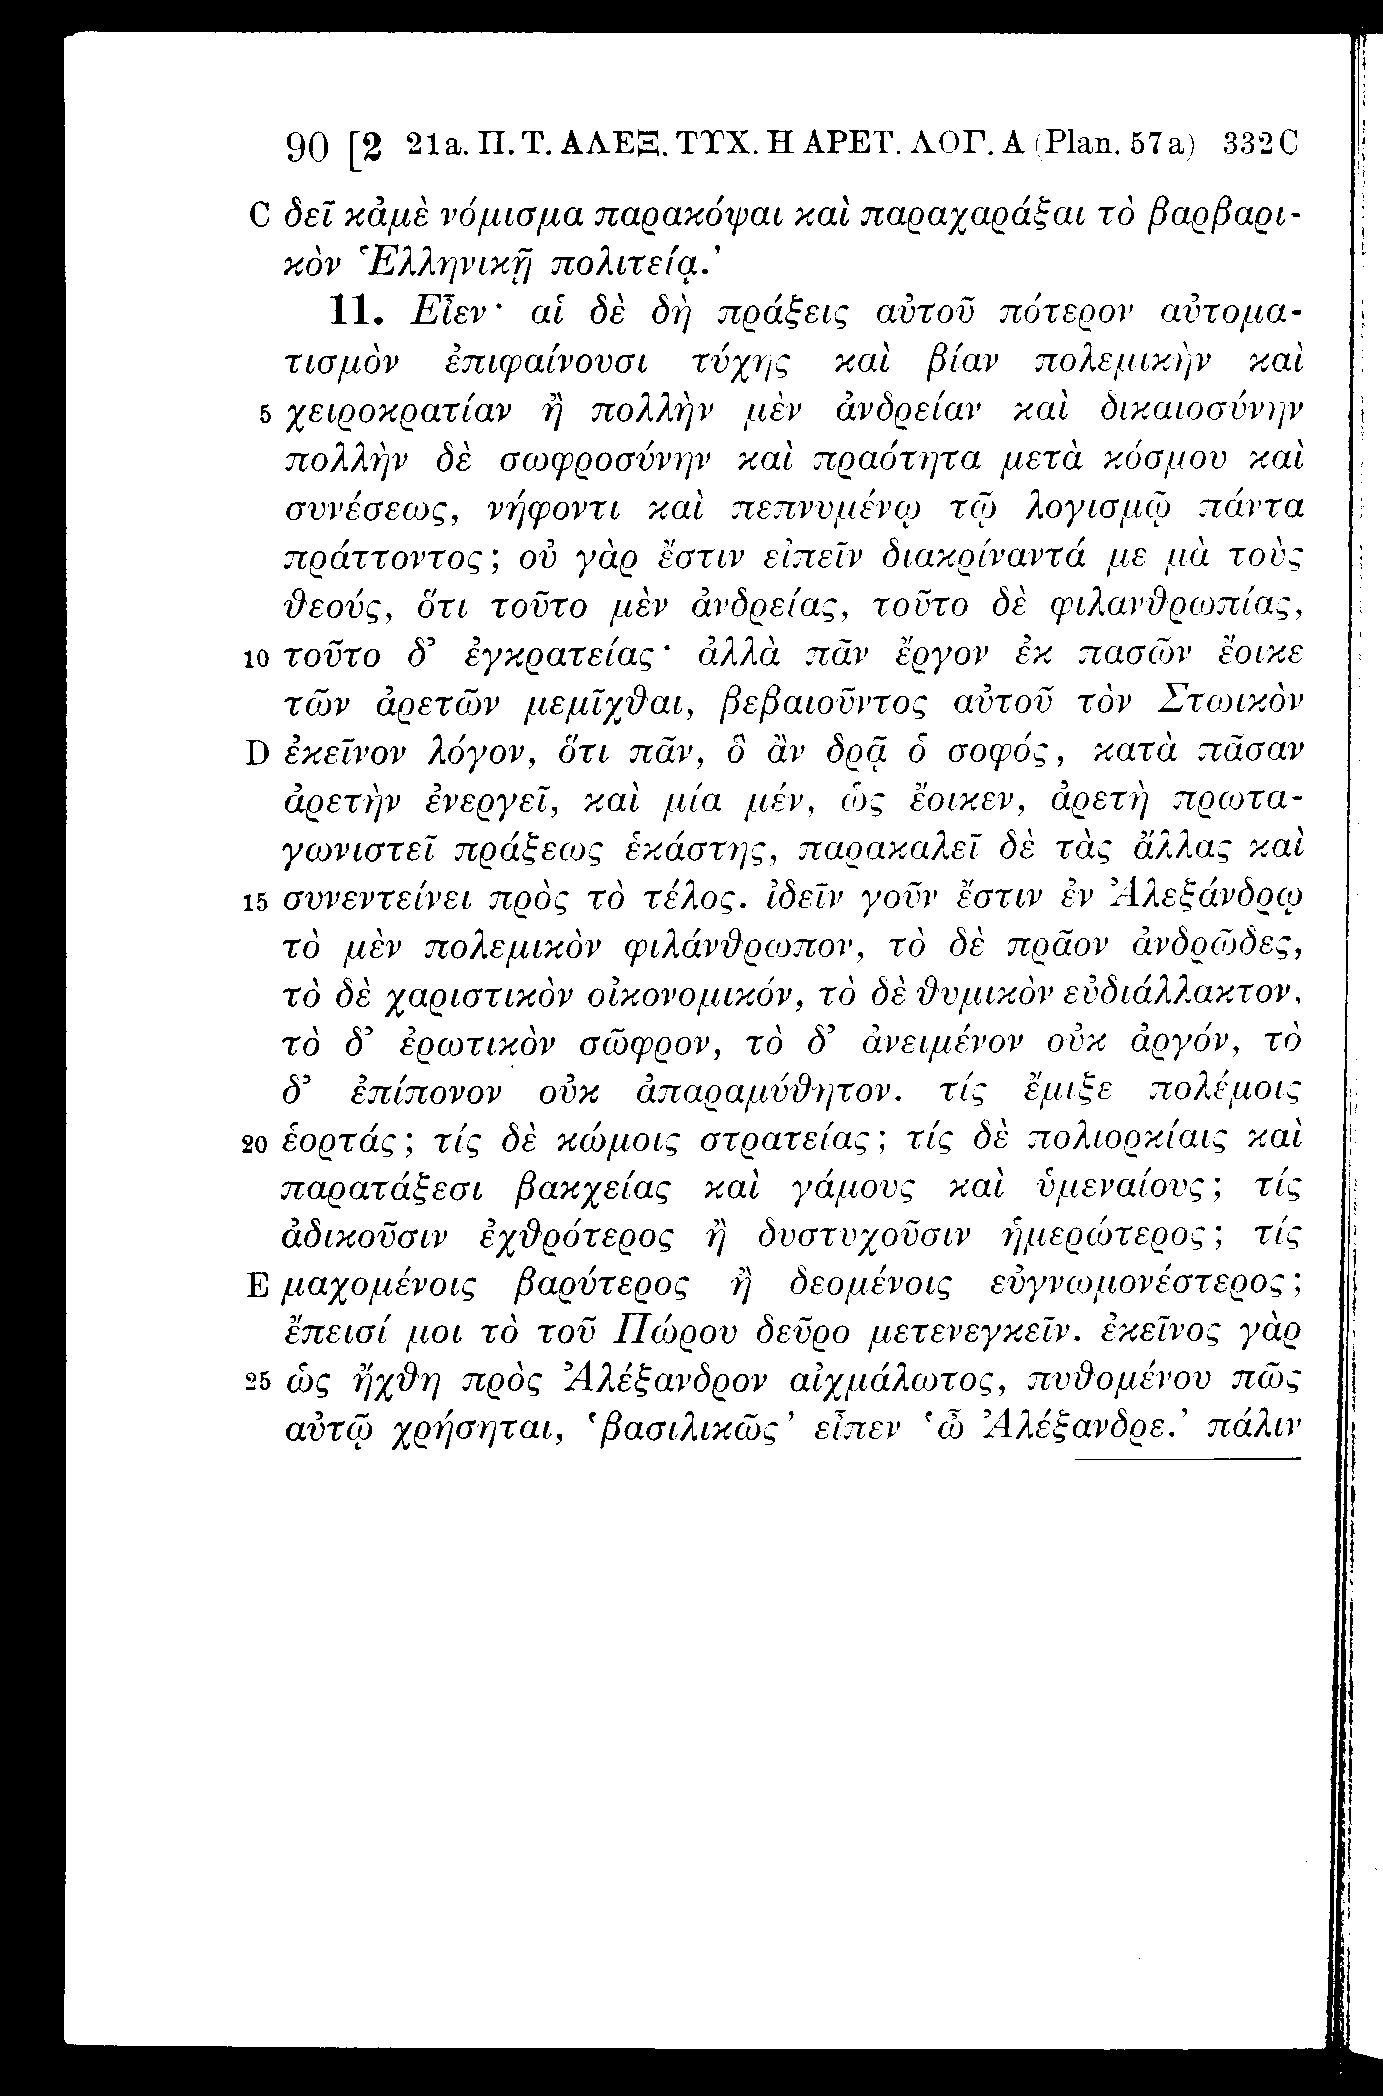 90 [2 21a. Π. Τ. ΑΛΕΞ. ΤΥΧ. Η ΑΡΕΤ. ΛΟΓ. Α (Plan. 57a) 332C
C δεῖ κἀμὲ νόμισμα παρακόψαι καὶ παραχαράξαι τὸ βαρβαρι-
κὸν Ἑλληνικῇ πολιτείᾳ.’
11. Εἶεν· αἱ δὲ δὴ πράξεις αὐτοῦ πότερον αὐτομα-
τισμὸν ἐπιφαίνουσι τύχης καὶ βίαν πολεμικὴν καὶ
5 χειροκρατίαν ἢ πολλὴν μὲν ἀνδρείαν καὶ δικαιοσύνην
πολλὴν δὲ σωφροσύνην καὶ πραότητα μετὰ κόσμου καὶ
συνέσεως, νήφοντι καὶ πεπνυμένῳ τῷ λογισμῷ πάντα
πράττοντος; οὐ γὰρ ἔστιν εἰπεῖν διακρίναντά με μὰ τοὺς
θεούς, ὅτι τοῦτο μὲν ἀνδρείας, τοῦτο δὲ φιλανθρωπίας,
10 τοῦτο δ’ ἐγκρατείας· ἀλλὰ πᾶν ἔργον ἐκ πασῶν ἔοικε
τῶν ἀρετῶν μεμῖχθαι, βεβαιοῦντος αὐτοῦ τὸν Στωικὸν
D ἐκεῖνον λόγον, ὅτι πᾶν, ὃ ἂν δρᾷ ὁ σοφός, κατὰ πᾶσαν
ἀρετὴν ἐνεργεῖ, καὶ μία μέν, ὡς ἔοικεν, ἀρετὴ πρωτα-
γωνιστεῖ πράξεως ἑκάστης, παρακαλεῖ δὲ τὰς ἄλλας καὶ
15 συνεντείνει πρὸς τὸ τέλος. ἰδεῖν γοῦν ἔστιν ἐν Ἀλεξάνδρῳ
τὸ μὲν πολεμικὸν φιλάνθρωπον, τὸ δὲ πρᾶον ἀνδρῶδες,
τὸ δὲ χαριστικὸν οἰκονομικόν, τὸ δὲ θυμικὸν εὐδιάλλακτον,
τὸ δ’ ἐρωτικὸν σῶφρον, τὸ δ’ ἀνειμένον οὐκ ἀργόν, τὸ
δ’ ἐπίπονον οὐκ ἀπαραμύθητον. τίς ἔμιξε πολέμοις
20 ἑορτάς; τίς δὲ κώμοις στρατείας; τίς δὲ πολιορκίαις καὶ
παρατάξεσι βακχείας καὶ γάμους καὶ ὑμεναίους; τίς
ἀδικοῦσιν ἐχθρότερος ἢ δυστυχοῦσιν ἡμερώτερος; τίς
E μαχομένοις βαρύτερος ἢ δεομένοις εὐγνωμονέστερος;
ἔπεισί μοι τὸ τοῦ Πώρου δεῦρο μετενεγκεῖν. ἐκεῖνος γὰρ
25 ὡς ἤχθη πρὸς Ἀλέξανδρον αἰχμάλωτος, πυθομένου πῶς
αὐτῷ χρήσηται, ‘βασιλικῶς’ εἶπεν ‘ὦ Ἀλέξανδρε.’ πάλιν